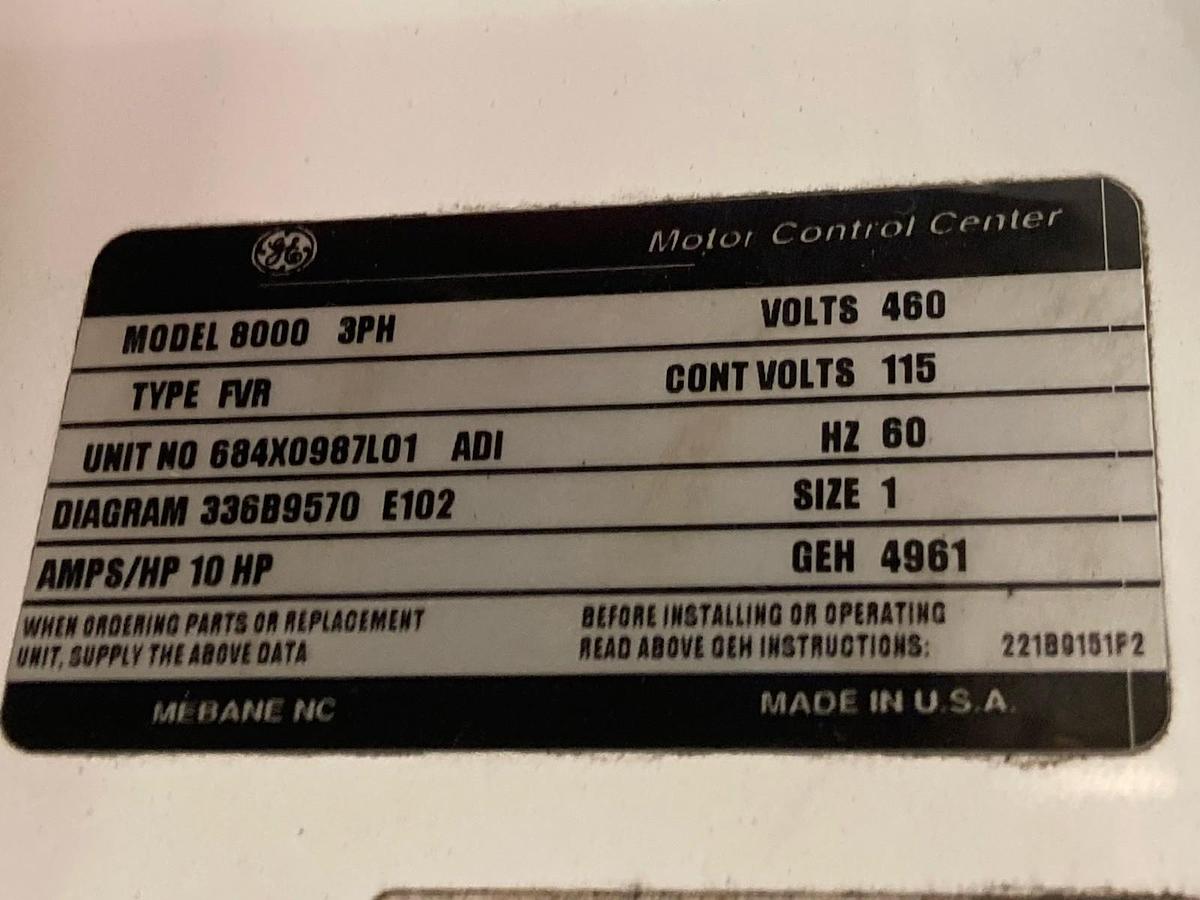 GE Motor Control Center
MODEL 8000 3PH VOLTS 460
TYPE FVR CONT VOLTS 115
UNIT NO 684X0987L01 ADI HZ 60
DIAGRAM 336B9570 E102 SIZE 1
AMPS/HP 10 HP GEH 4961
WHEN ORDERING PARTS OR REPLACEMENT
UNIT, SUPPLY THE ABOVE DATA
BEFORE INSTALLING OR OPERATING
READ ABOVE GEH INSTRUCTIONS: 221B9151P2
MEBANE NC MADE IN U.S.A.